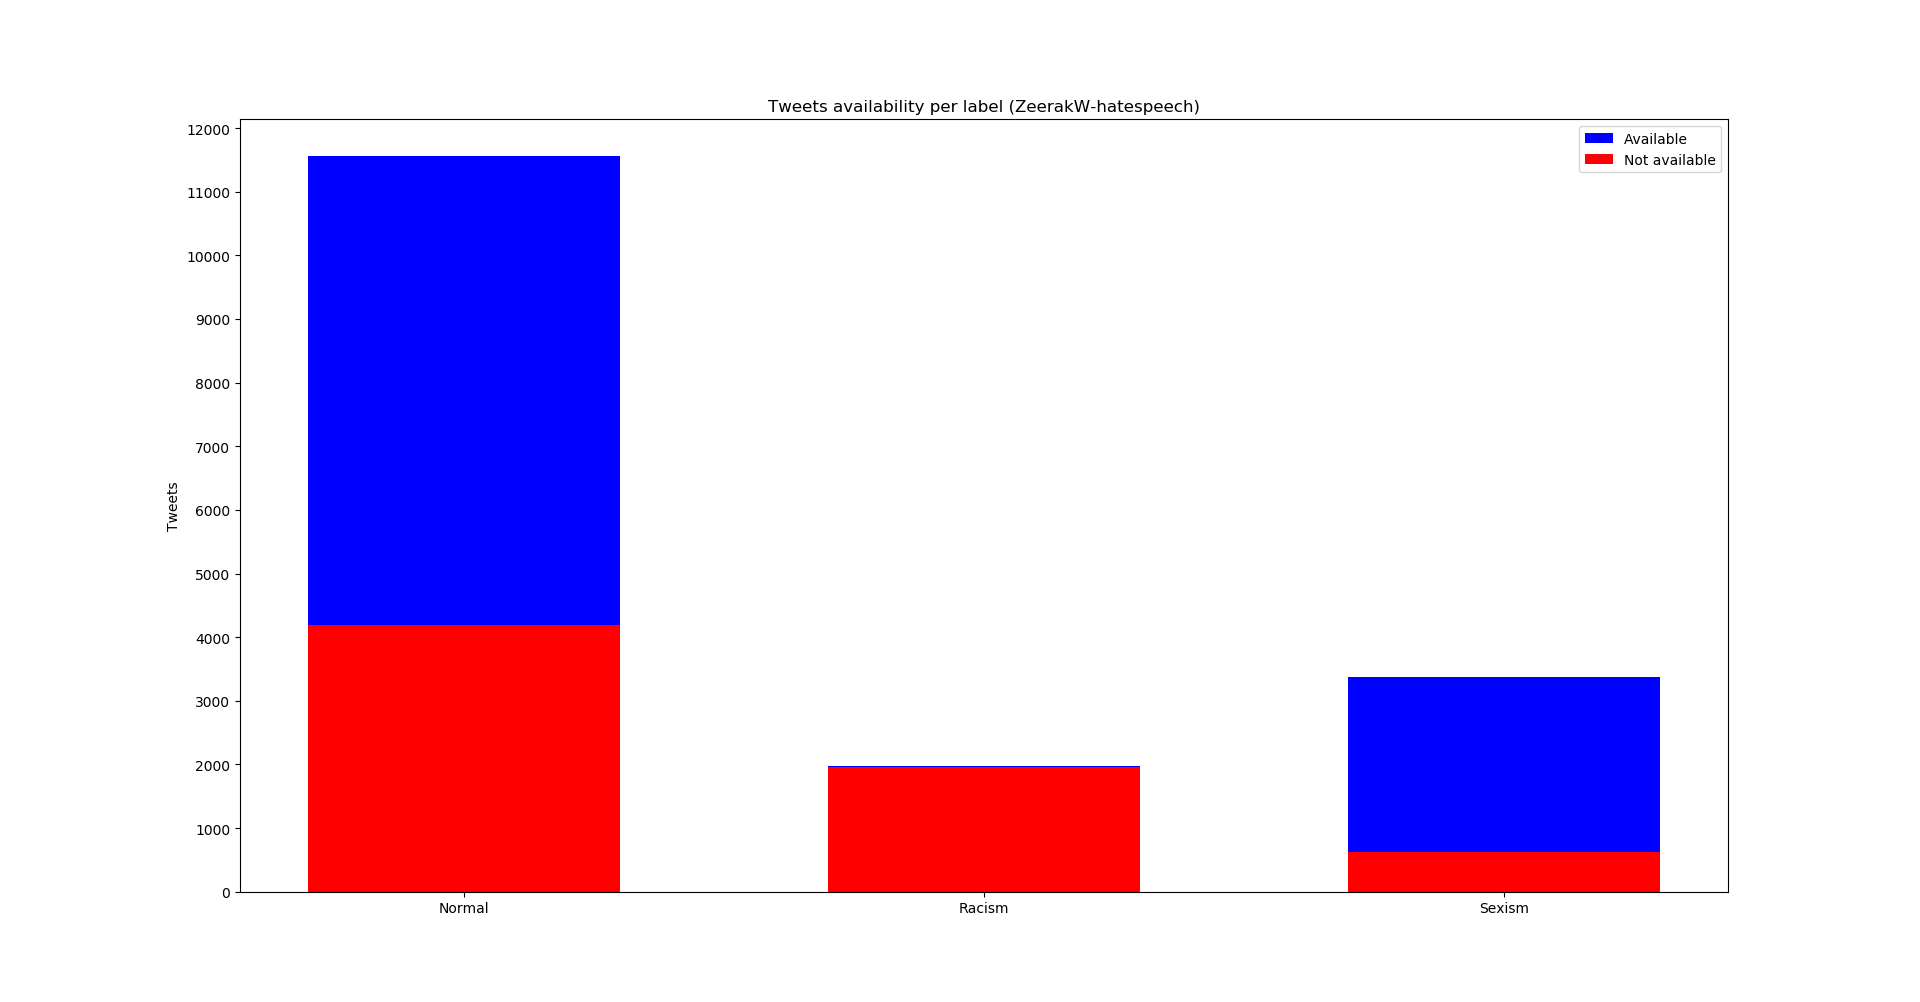 Tweets availability per label (ZeerakW-hatespeech)
Available
Not available
12000
11000
10000
9000
8000
7000
6000
5000
4000
3000
2000
1000
0
Tweets
Normal
Racism
Sexism